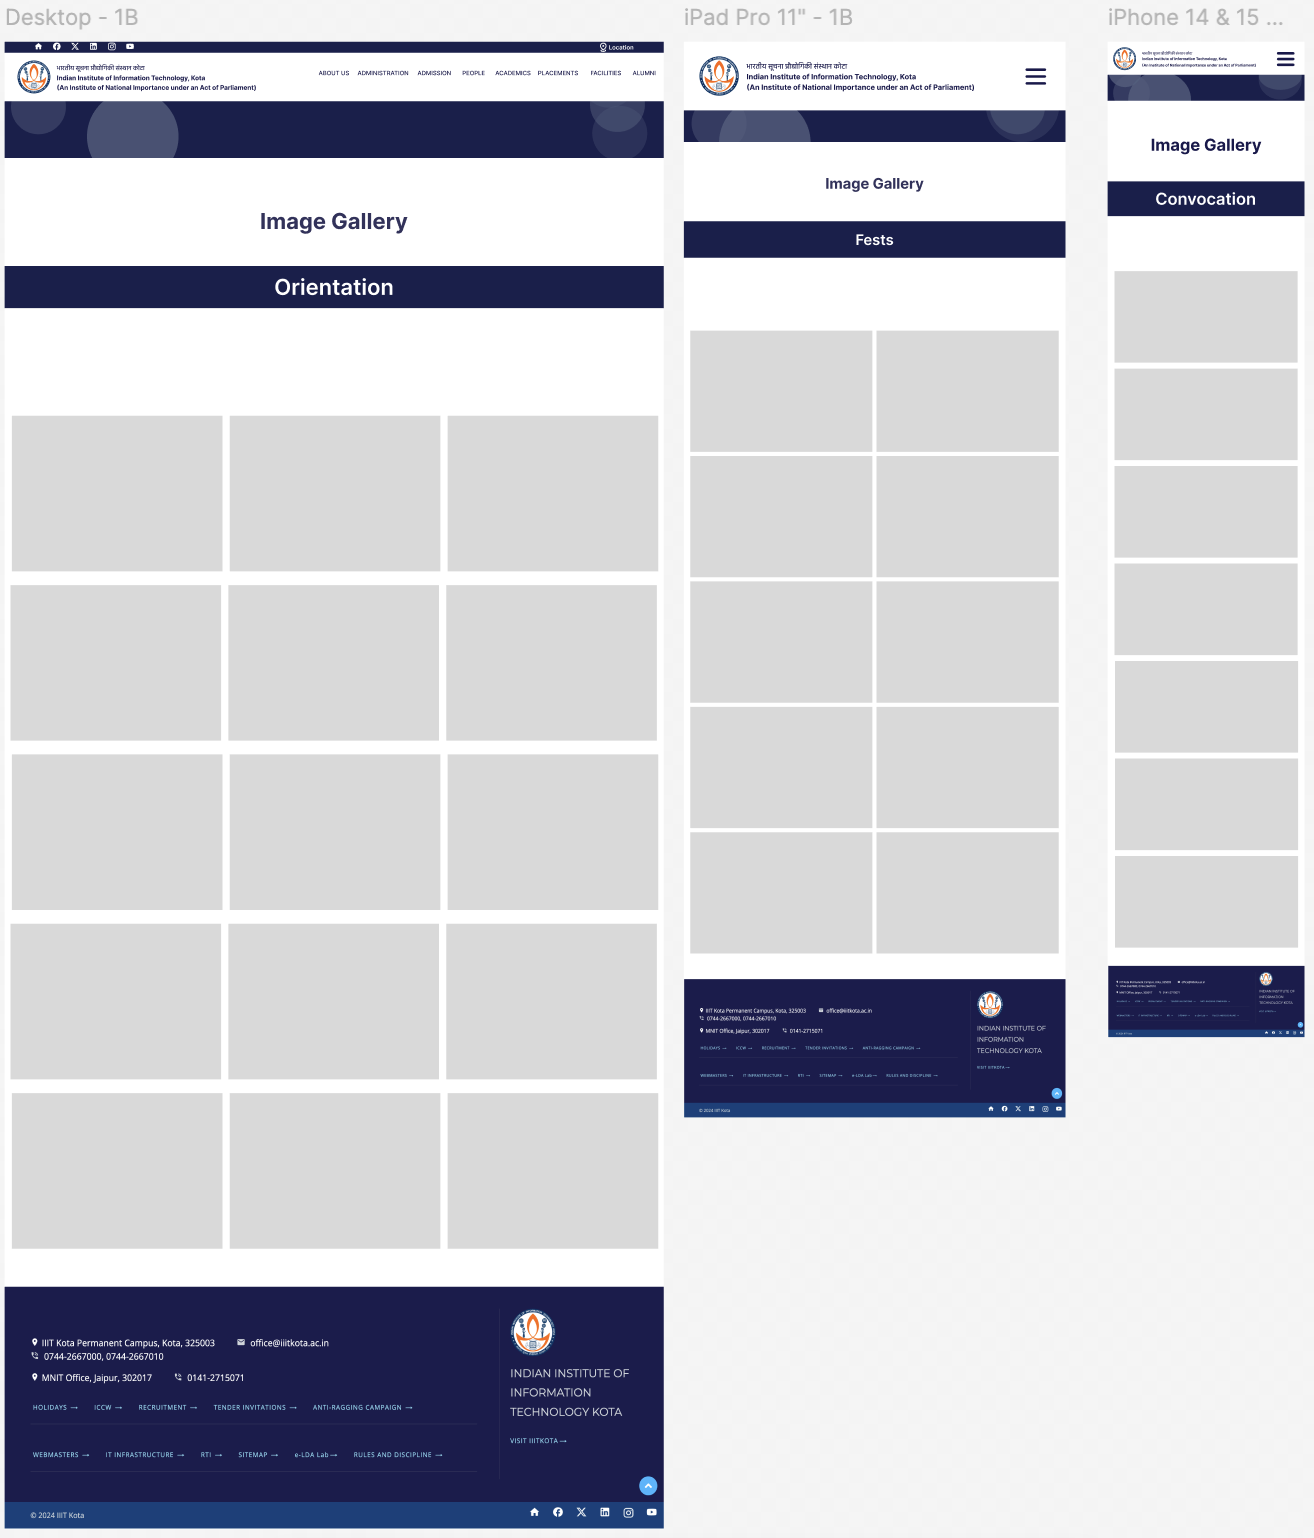 Desktop - 1B
Location
भारतीय सूचना प्रौद्योगिकी संस्थान कोटा
Indian Institute of Information Technology, Kota
(An Institute of National Importance under an Act of Parliament)
ABOUT US ADMINISTRATION ADMISSION PEOPLE ACADEMICS PLACEMENTS FACILITIES ALUMNI
Image Gallery
Orientation
IIIT Kota Permanent Campus, Kota, 325003 office@iiitkota.ac.in
0744-2667000, 0744-2667010
MNIT Office, Jaipur, 302017 0141-2715071
HOLIDAYS → ICCW → RECRUITMENT → TENDER INVITATIONS → ANTI-RAGGING CAMPAIGN →
WEBMASTERS → IT INFRASTRUCTURE → RTI → SITEMAP → e-LDA Lab → RULES AND DISCIPLINE →
INDIAN INSTITUTE OF
INFORMATION
TECHNOLOGY KOTA
VISIT IIITKOTA →
© 2024 IIIT Kota
iPad Pro 11" - 1B
भारतीय सूचना प्रौद्योगिकी संस्थान कोटा
Indian Institute of Information Technology, Kota
(An Institute of National Importance under an Act of Parliament)
Image Gallery
Fests
IIIT Kota Permanent Campus, Kota, 325003 office@iiitkota.ac.in
0744-2667000, 0744-2667010
MNIT Office, Jaipur, 302017 0141-2715071
HOLIDAYS → ICCW → RECRUITMENT → TENDER INVITATIONS → ANTI-RAGGING CAMPAIGN →
WEBMASTERS → IT INFRASTRUCTURE → RTI → SITEMAP → e-LDA Lab → RULES AND DISCIPLINE →
INDIAN INSTITUTE OF
INFORMATION
TECHNOLOGY KOTA
VISIT IIITKOTA →
© 2024 IIIT Kota
iPhone 14 & 15 ...
भारतीय सूचना प्रौद्योगिकी संस्थान कोटा
Indian Institute of Information Technology, Kota
(An Institute of National Importance under an Act of Parliament)
Image Gallery
Convocation
INDIAN INSTITUTE OF
INFORMATION
TECHNOLOGY KOTA